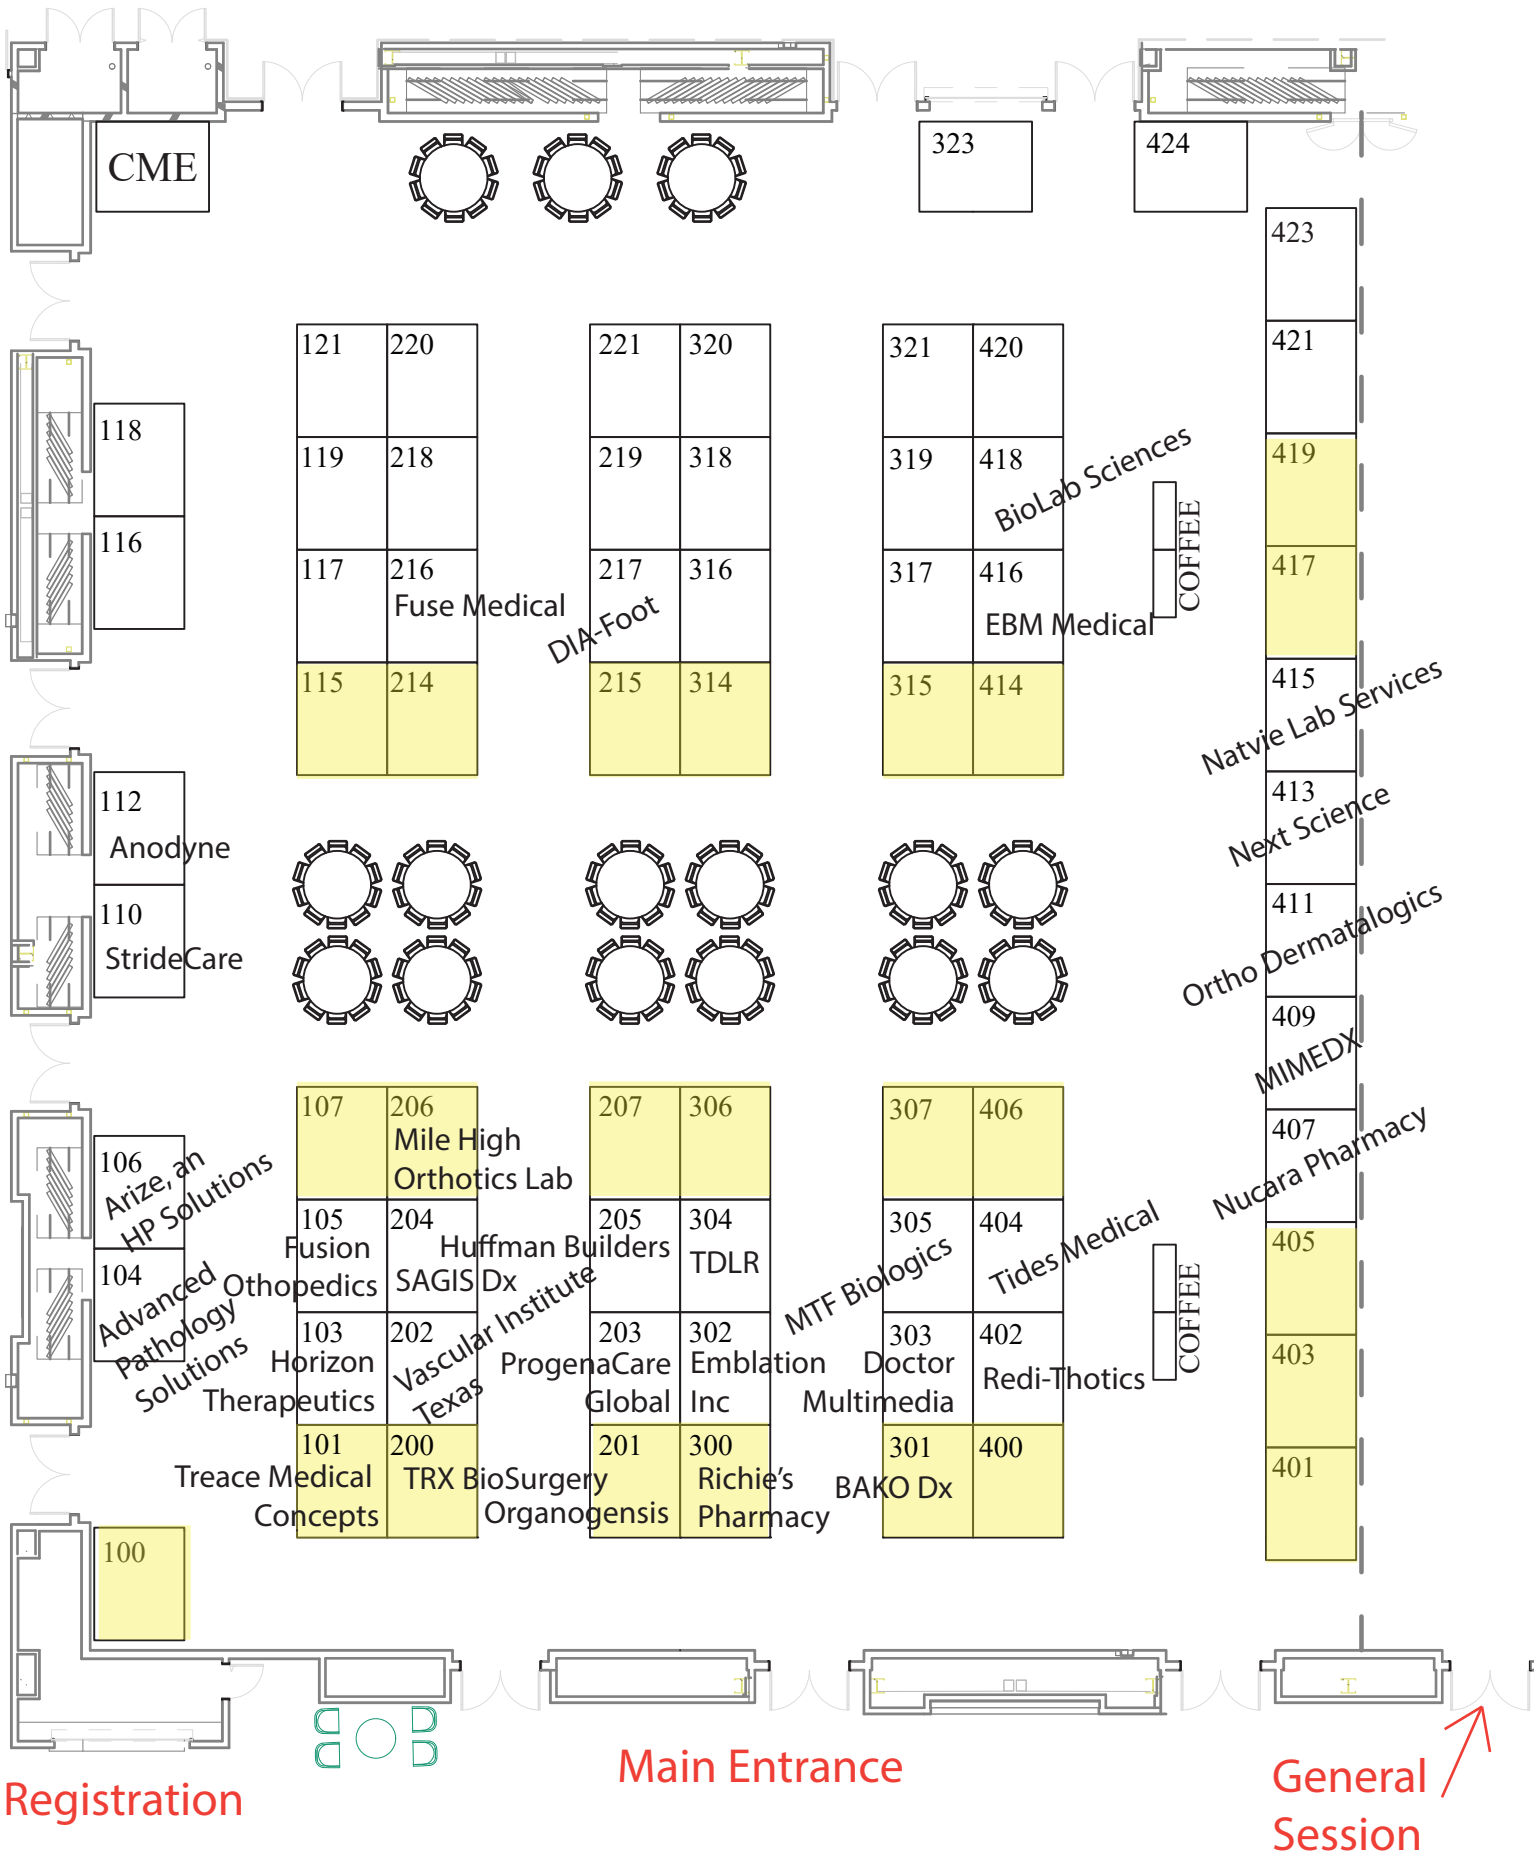 CME
323
424
423
121
220
221
320
321
420
421
118
119
218
219
318
319
418
BioLab Sciences
419
COFFEE
116
117
216
Fuse Medical
217
DIA-Foot
316
317
416
EBM Medical
417
115
214
215
314
315
414
415
Natvie Lab Services
112
Anodyne
413
Next Science
110
StrideCare
411
Ortho Dermatalogics
409
MIMEDX
107
206
Mile High
Orthotics Lab
207
306
307
406
407
Nucara Pharmacy
106
Arize, an
HP Solutions
105
Fusion
Othopedics
204
SAGIS Dx
205
Huffman Builders
304
TDLR
305
MTF Biologics
404
Tides Medical
405
COFFEE
104
Advanced
Pathology
Solutions
103
Horizon
Therapeutics
202
Vascular Institute
Texas
203
ProgenaCare
Global
302
Emblation
Inc
303
Doctor
Multimedia
402
Redi-Thotics
403
101
Treace Medical
Concepts
200
TRX BioSurgery
201
Organogensis
300
Richie's
Pharmacy
301
BAKO Dx
400
401
100
Registration
Main Entrance
General
Session